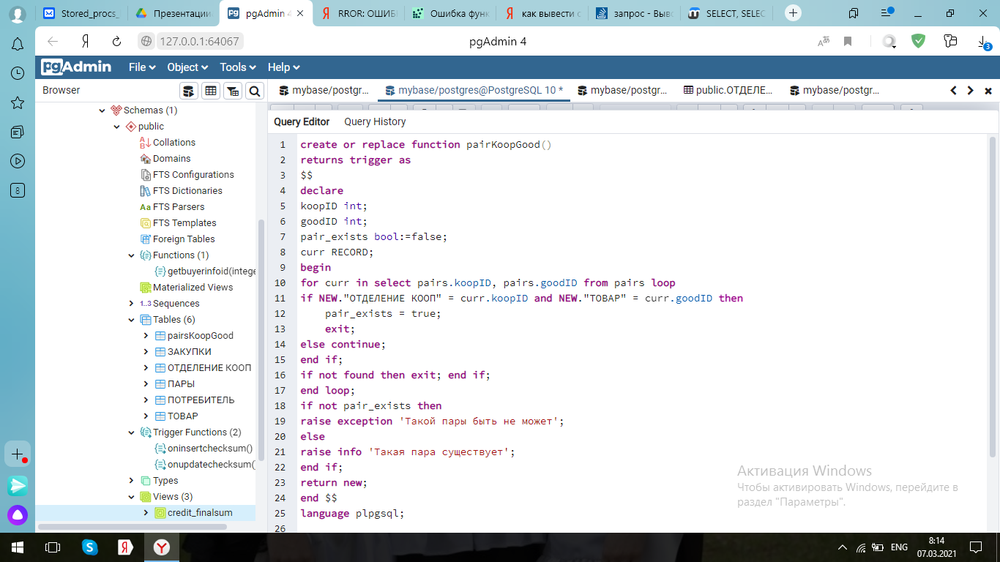 Stored_procs_
Презентации
pgAdmin 4
RROR: ОШИБ
Ошибка функ
как вывести с
запрос - Выво
SELECT, SELEC
127.0.0.1:64067
pgAdmin 4
3
pgAdmin
File
Object
Tools
Help
Browser
mybase/postgr...
mybase/postgres@PostgreSQL 10 *
mybase/postgr...
public.ОТДЕЛЕ...
mybase/postgr...
Query Editor
Query History
8
Schemas (1)
public
Collations
Domains
FTS Configurations
FTS Dictionaries
FTS Parsers
FTS Templates
Foreign Tables
Functions (1)
getbuyerinfoid(intege
Materialized Views
Sequences
Tables (6)
pairsKoopGood
ЗАКУПКИ
ОТДЕЛЕНИЕ КООП
ПАРЫ
ПОТРЕБИТЕЛЬ
ТОВАР
Trigger Functions (2)
oninsertchecksum()
onupdatechecksum(
Types
Views (3)
credit_finalsum
1 create or replace function pairKoopGood()
2 returns trigger as
3 $$
4 declare
5 koopID int;
6 goodID int;
7 pair_exists bool:=false;
8 curr RECORD;
9 begin
10 for curr in select pairs.koopID, pairs.goodID from pairs loop
11 if NEW."ОТДЕЛЕНИЕ КООП" = curr.koopID and NEW."ТОВАР" = curr.goodID then
12 pair_exists = true;
13 exit;
14 else continue;
15 end if;
16 if not found then exit; end if;
17 end loop;
18 if not pair_exists then
19 raise exception 'Такой пары быть не может';
20 else
21 raise info 'Такая пара существует';
22 end if;
23 return new;
24 end $$
25 language plpgsql;
26
Активация Windows
Чтобы активировать Windows, перейдите в
раздел "Параметры".
ENG
8:14
07.03.2021